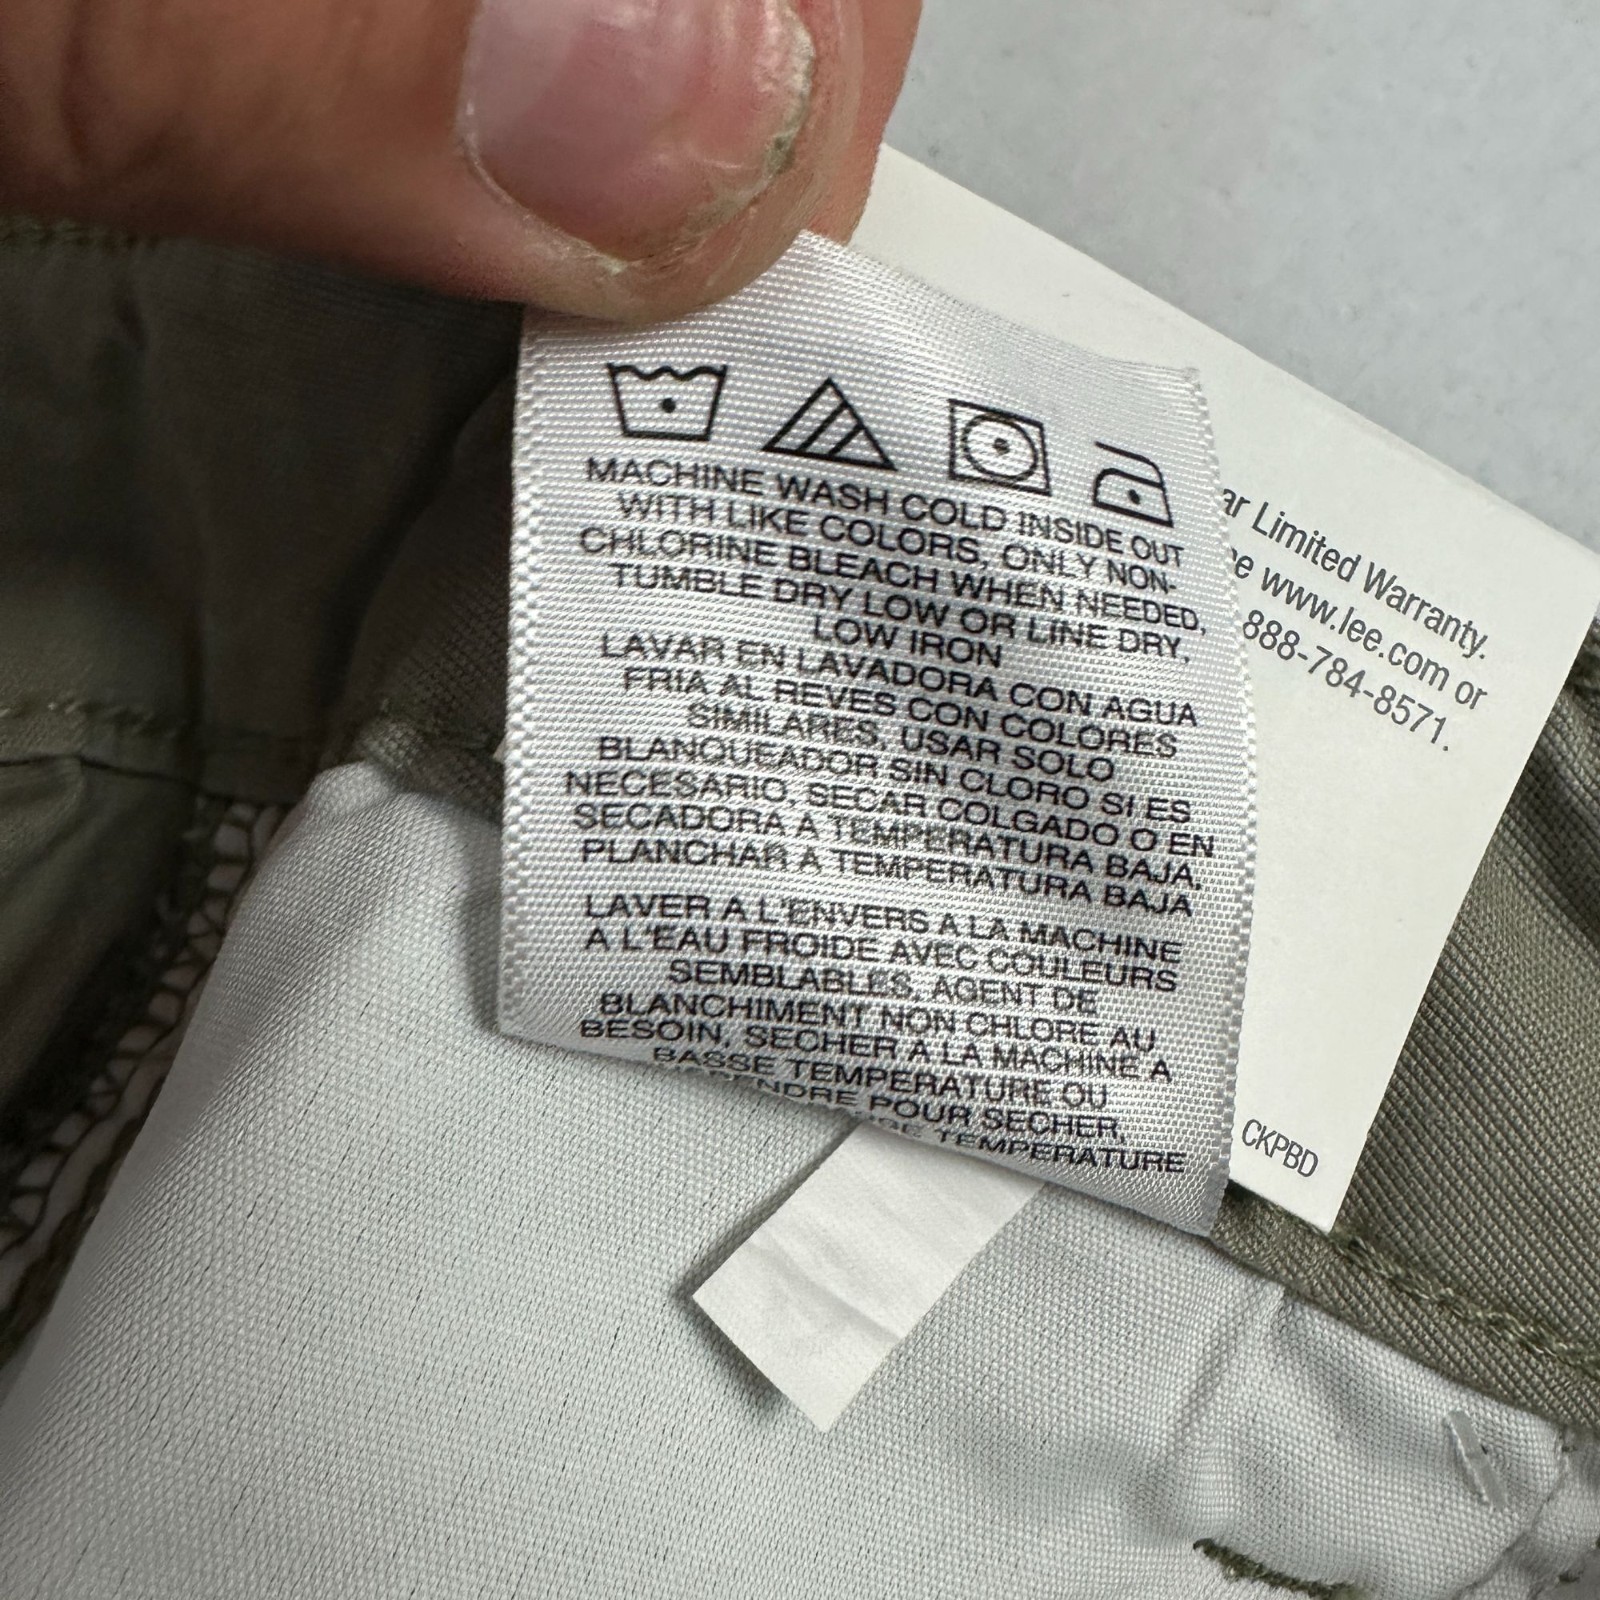 MACHINE WASH COLD INSIDE OUT
WITH LIKE COLORS, ONLY NON-
CHLORINE BLEACH WHEN NEEDED,
TUMBLE DRY LOW OR LINE DRY,
LOW IRON
LAVAR EN LAVADORA CON AGUA
FRIA AL REVES CON COLORES
SIMILARES, USAR SOLO
BLANQUEADOR SIN CLORO SI ES
NECESARIO, SECAR COLGADO O EN
SECADORA A TEMPERATURA BAJA,
PLANCHAR A TEMPERATURA BAJA
LAVER A L'ENVERS A LA MACHINE
A L'EAU FROIDE AVEC COULEURS
SEMBLABLES, AGENT DE
BLANCHIMENT NON CHLORE AU
BESOIN, SECHER A LA MACHINE A
BASSE TEMPERATURE OU
POUR SECHER,
TEMPERATURE
ar Limited Warranty.
www.lee.com or
888-784-8571.
CKPBD